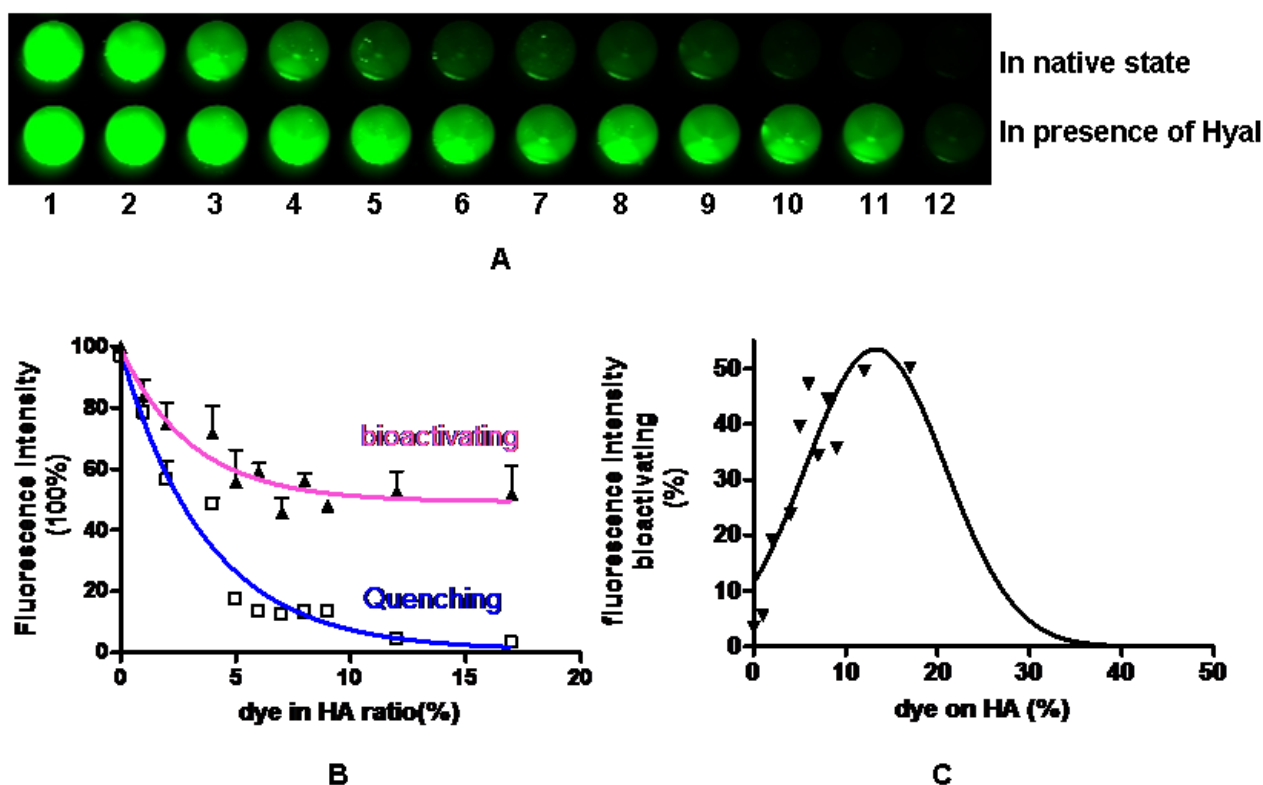 In native state
In presence of Hyal
1 2 3 4 5 6 7 8 9 10 11 12
A
Fluorescence Intensity
(100%)
100
80
60
40
20
0
bioactivating
Quenching
0 5 10 15 20
dye in HA ratio(%)
B
fluorescence intensity
bioactivating
(%)
50
40
30
20
10
0
0 10 20 30 40 50
dye on HA (%)
C